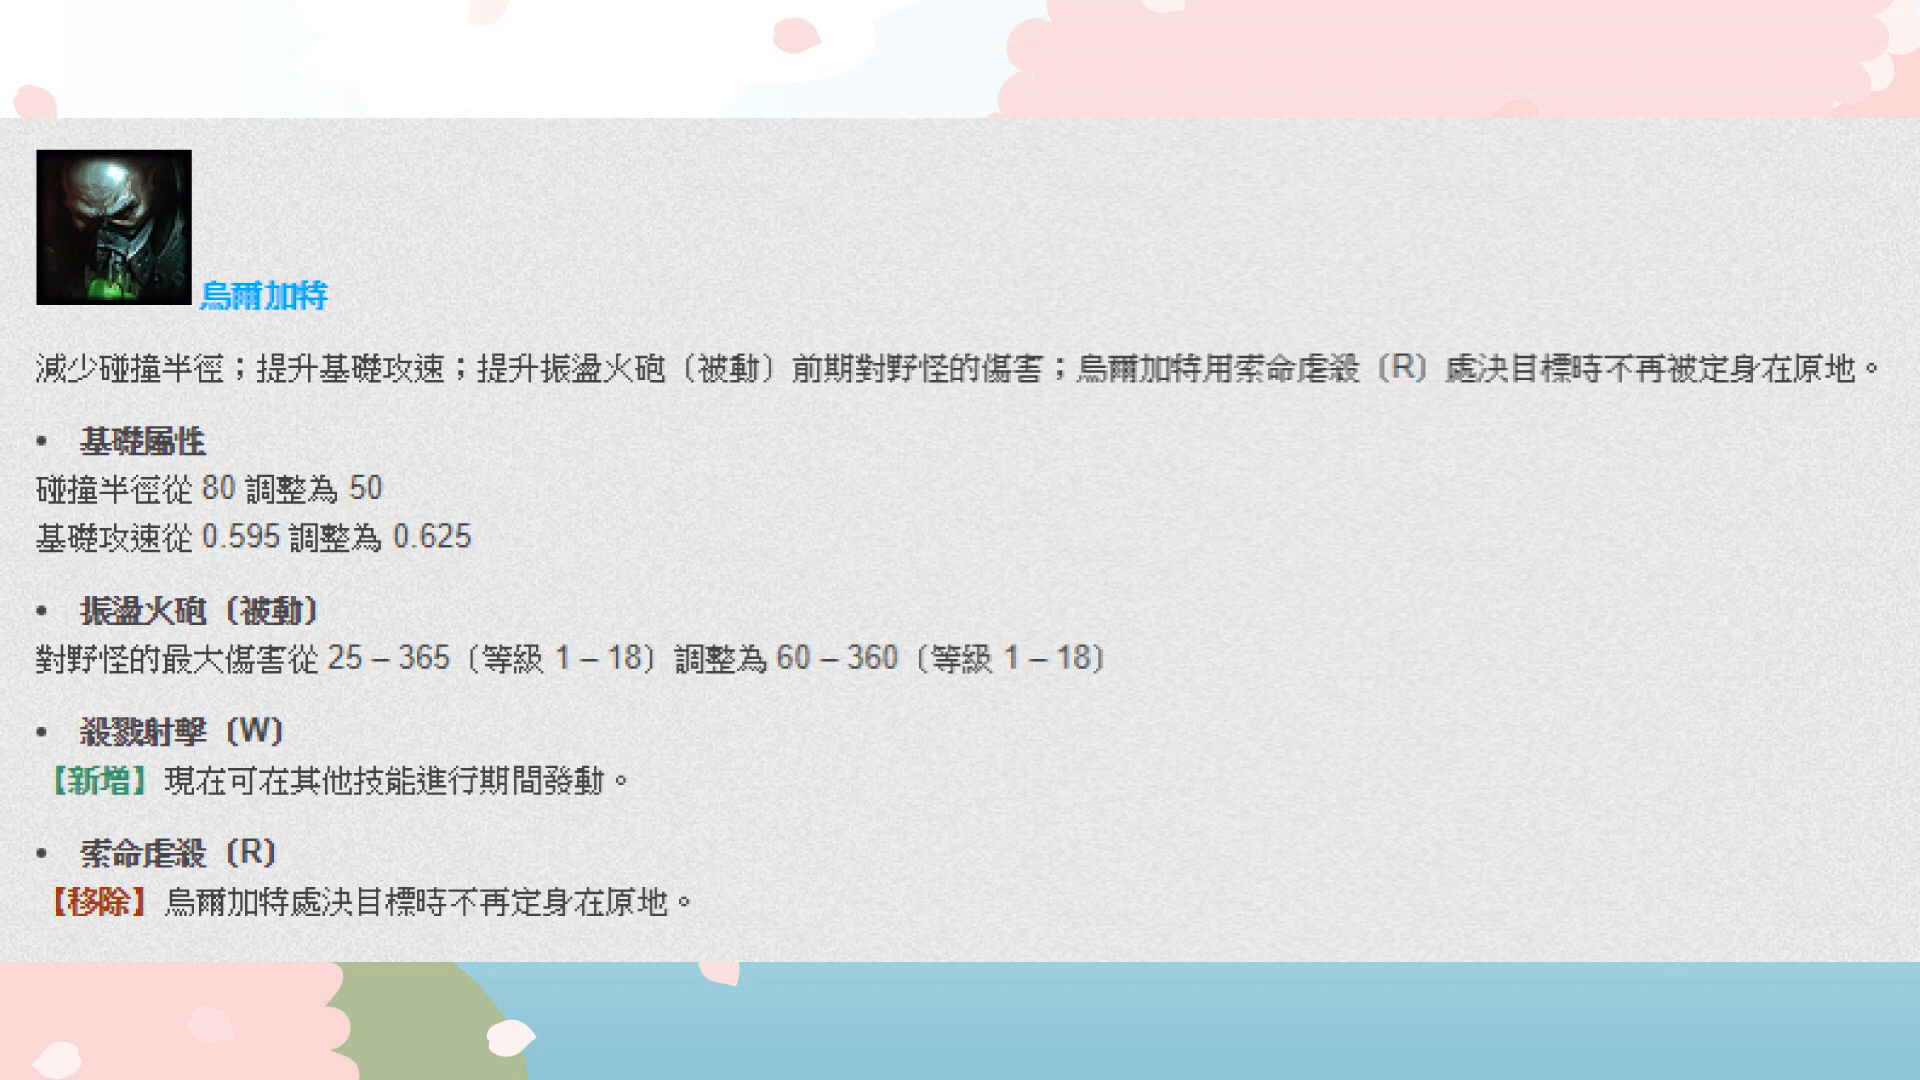 烏爾加特
減少碰撞半徑；提升基礎攻速；提升振盪火砲（被動）前期對野怪的傷害；烏爾加特用索命虐殺（R）處決目標時不再被定身在原地。
• 基礎屬性
碰撞半徑從 80 調整為 50
基礎攻速從 0.595 調整為 0.625
• 振盪火砲（被動）
對野怪的最大傷害從 25 – 365（等級 1 – 18）調整為 60 – 360（等級 1 – 18）
• 殺戮射擊（W）
【新增】現在可在其他技能進行期間發動。
• 索命虐殺（R）
【移除】烏爾加特處決目標時不再定身在原地。